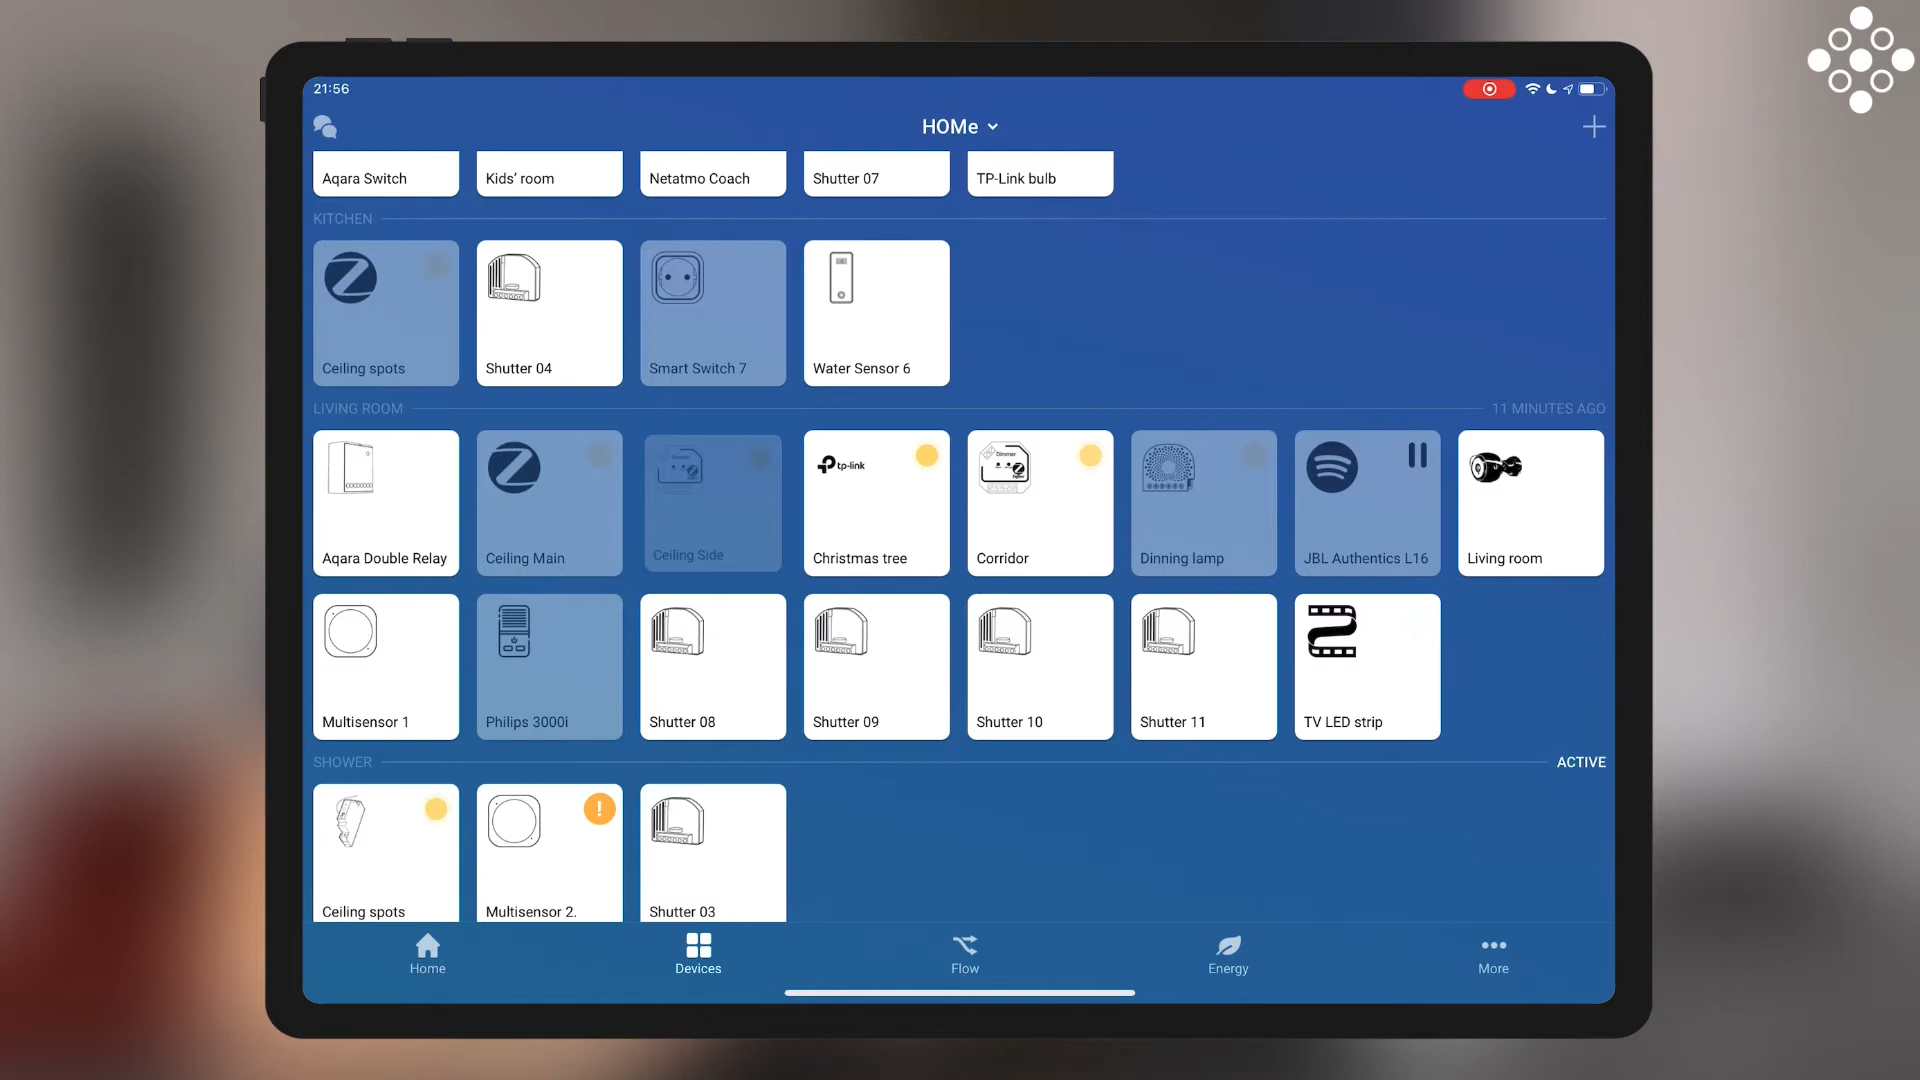 21:56
HOMe
Aqara Switch
Kids’ room
Netatmo Coach
Shutter 07
TP-Link bulb
KITCHEN
Ceiling spots
Shutter 04
Smart Switch 7
Water Sensor 6
LIVING ROOM
11 MINUTES AGO
tp-link
Dimmer
Aqara Double Relay
Ceiling Main
Ceiling Side
Christmas tree
Corridor
Dinning lamp
JBL Authentics L16
Living room
Multisensor 1
Philips 3000i
Shutter 08
Shutter 09
Shutter 10
Shutter 11
TV LED strip
SHOWER
ACTIVE
Ceiling spots
Multisensor 2.
Shutter 03
Home
Devices
Flow
Energy
More